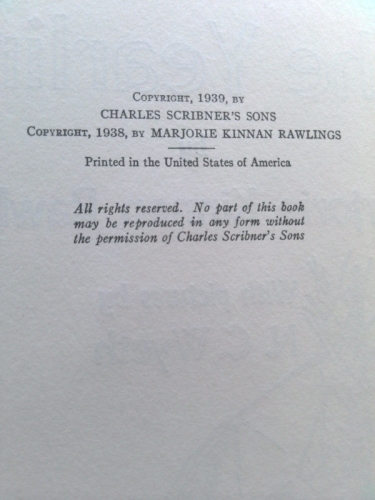 Copyright, 1939, by
CHARLES SCRIBNER'S SONS
Copyright, 1938, by MARJORIE KINNAN RAWLINGS
Printed in the United States of America
All rights reserved. No part of this book
may be reproduced in any form without
the permission of Charles Scribner's Sons